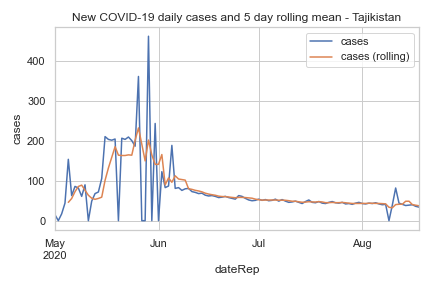 New COVID-19 daily cases and 5 day rolling mean - Tajikistan
cases
cases (rolling)
cases
400
300
200
100
0
May
2020
Jun
Jul
Aug
dateRep